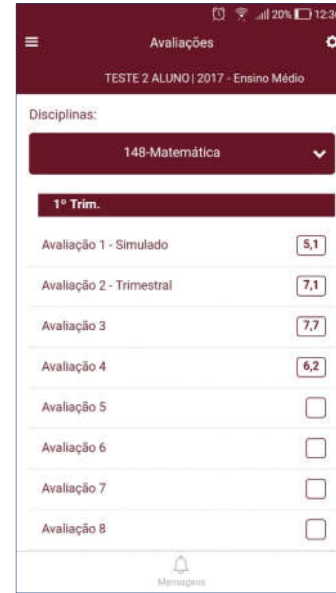 20% 12:36
Avaliações
TESTE 2 ALUNO | 2017 - Ensino Médio
Disciplinas:
148-Matemática
1º Trim.
Avaliação 1 - Simulado 5,1
Avaliação 2 - Trimestral 7,1
Avaliação 3 7,7
Avaliação 4 6,2
Avaliação 5
Avaliação 6
Avaliação 7
Avaliação 8
Mensagens